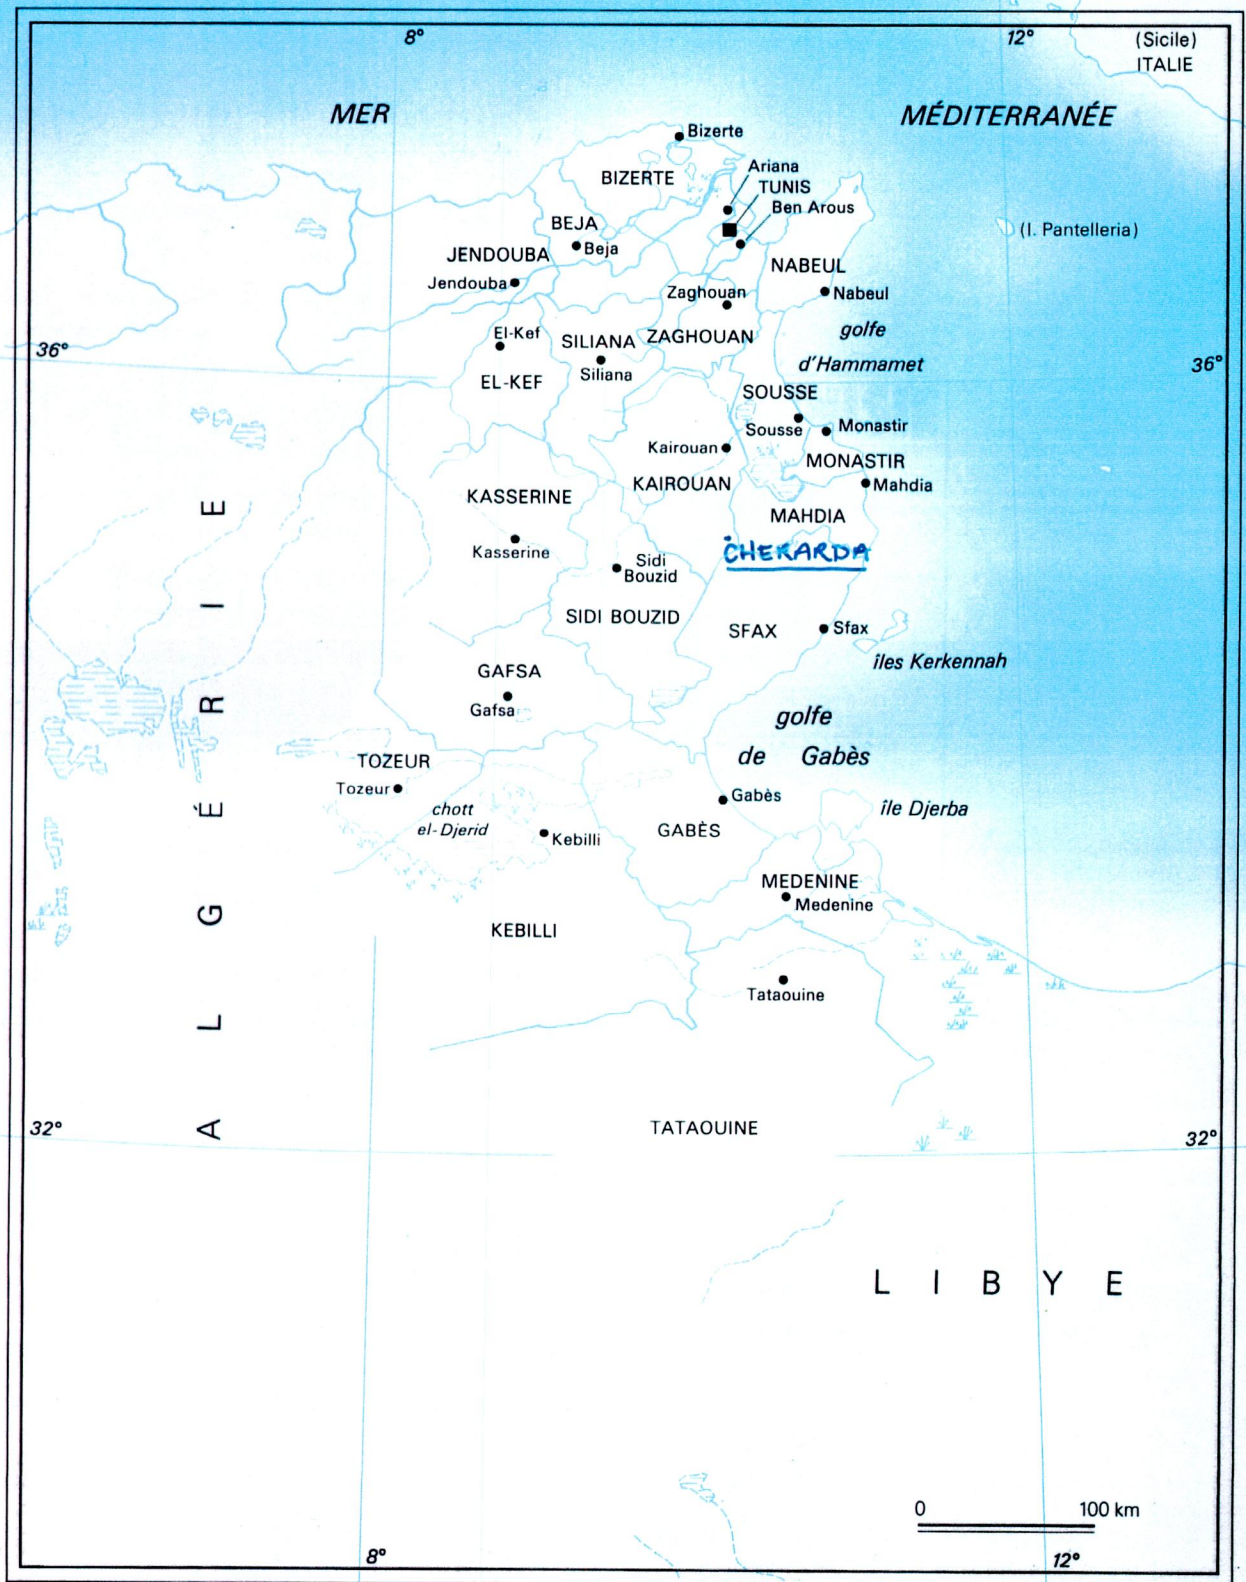 8°
12°
(Sicile)
ITALIE
MER
MÉDITERRANÉE
Bizerte
BIZERTE
Ariana
TUNIS
Ben Arous
BEJA
Beja
(I. Pantelleria)
JENDOUBA
Jendouba
NABEUL
Nabeul
Zaghouan
ZAGHOUAN
El-Kef
EL-KEF
SILIANA
Siliana
golfe
d'Hammamet
36°
36°
SOUSSE
Sousse
Monastir
MONASTIR
Kairouan
KAIROUAN
Mahdia
MAHDIA
KASSERINE
Kasserine
CHERARDA
Sidi
Bouzid
SIDI BOUZID
SFAX
Sfax
îles Kerkennah
GAFSA
Gafsa
golfe
de Gabès
TOZEUR
Tozeur
chott
el-Djerid
Kebilli
Gabès
GABÈS
île Djerba
MEDENINE
Medenine
KEBILLI
Tataouine
ALGÉRIE
32°
32°
TATAOUINE
LIBYE
0 100 km
8°
12°